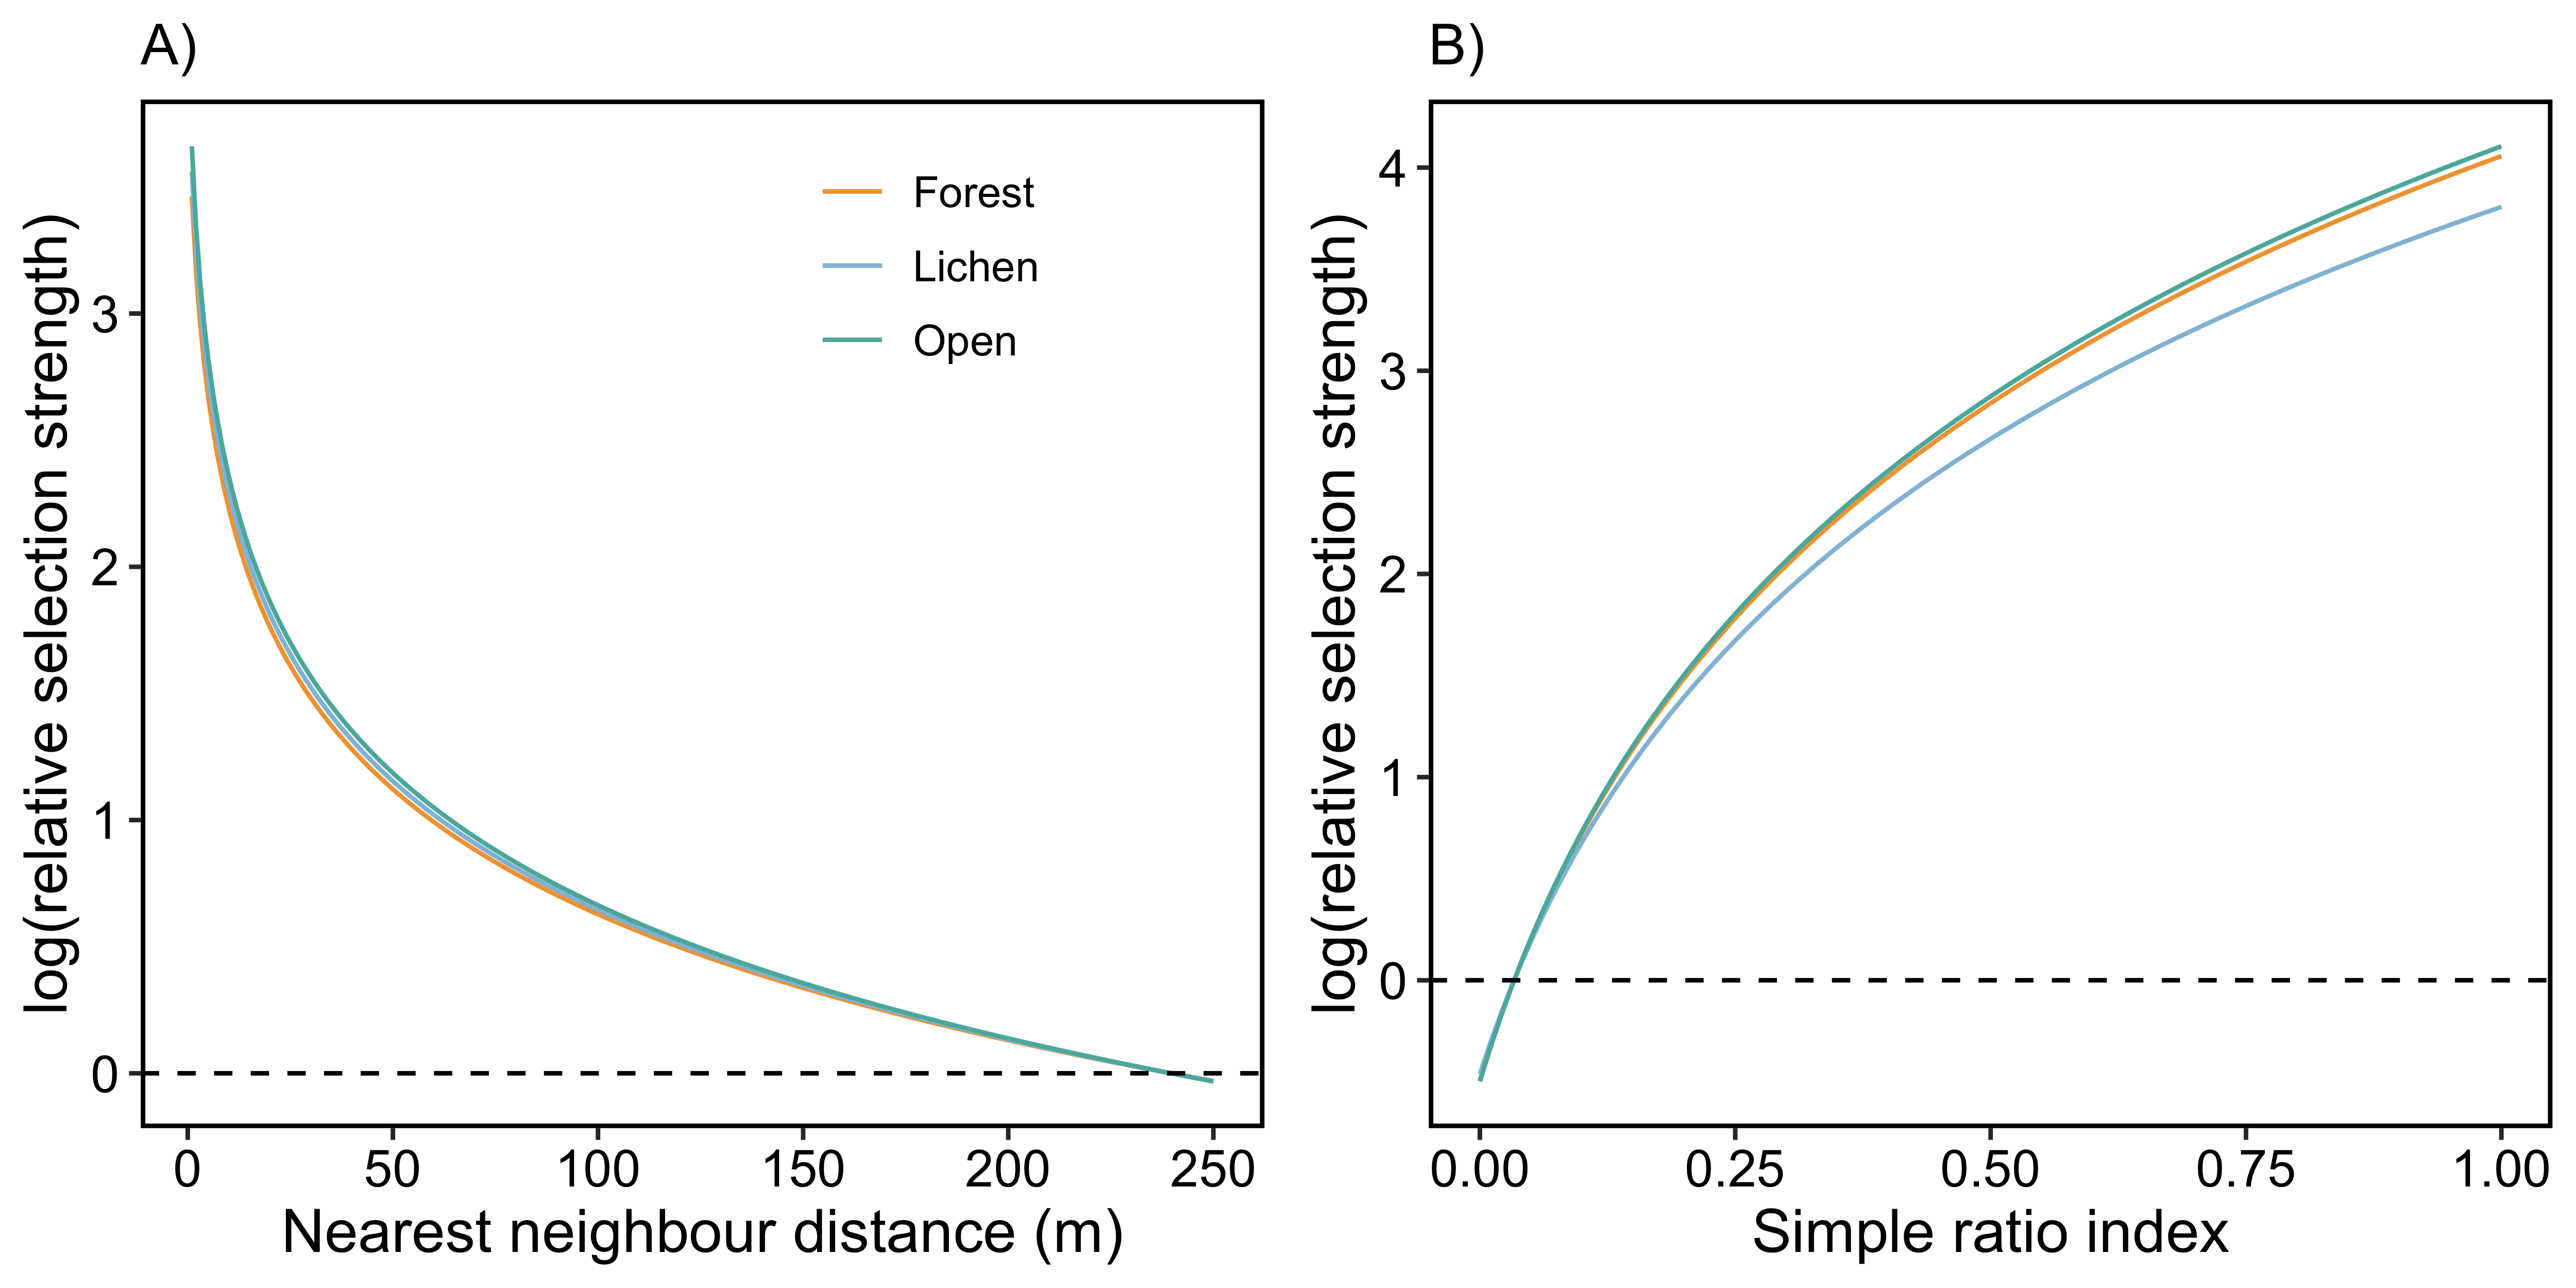 A)
log(relative selection strength)
3
2
1
0
Forest
Lichen
Open
0 50 100 150 200 250
Nearest neighbour distance (m)
B)
log(relative selection strength)
4
3
2
1
0
0.00 0.25 0.50 0.75 1.00
Simple ratio index